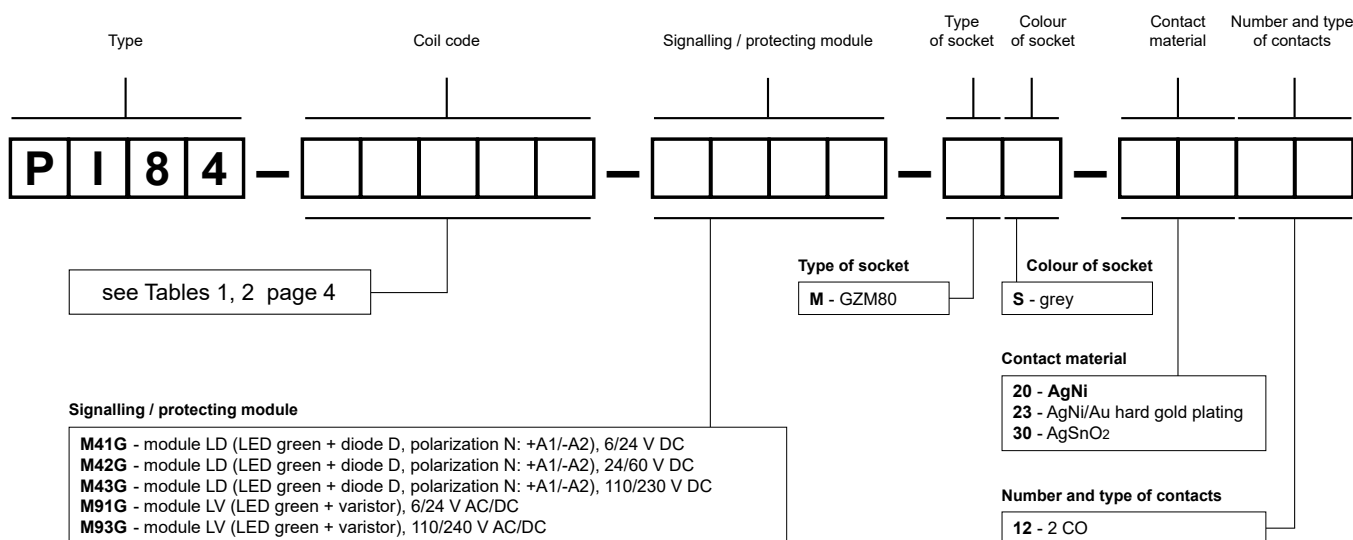 Type
Coil code
Signalling / protecting module
Type
of socket
Colour
of socket
Contact
material
Number and type
of contacts
P I 8 4 – – – –
see Tables 1, 2 page 4
Type of socket
M - GZM80
Colour of socket
S - grey
Contact material
20 - AgNi
23 - AgNi/Au hard gold plating
30 - AgSnO2
Signalling / protecting module
M41G - module LD (LED green + diode D, polarization N: +A1/-A2), 6/24 V DC
M42G - module LD (LED green + diode D, polarization N: +A1/-A2), 24/60 V DC
M43G - module LD (LED green + diode D, polarization N: +A1/-A2), 110/230 V DC
M91G - module LV (LED green + varistor), 6/24 V AC/DC
M93G - module LV (LED green + varistor), 110/240 V AC/DC
Number and type of contacts
12 - 2 CO